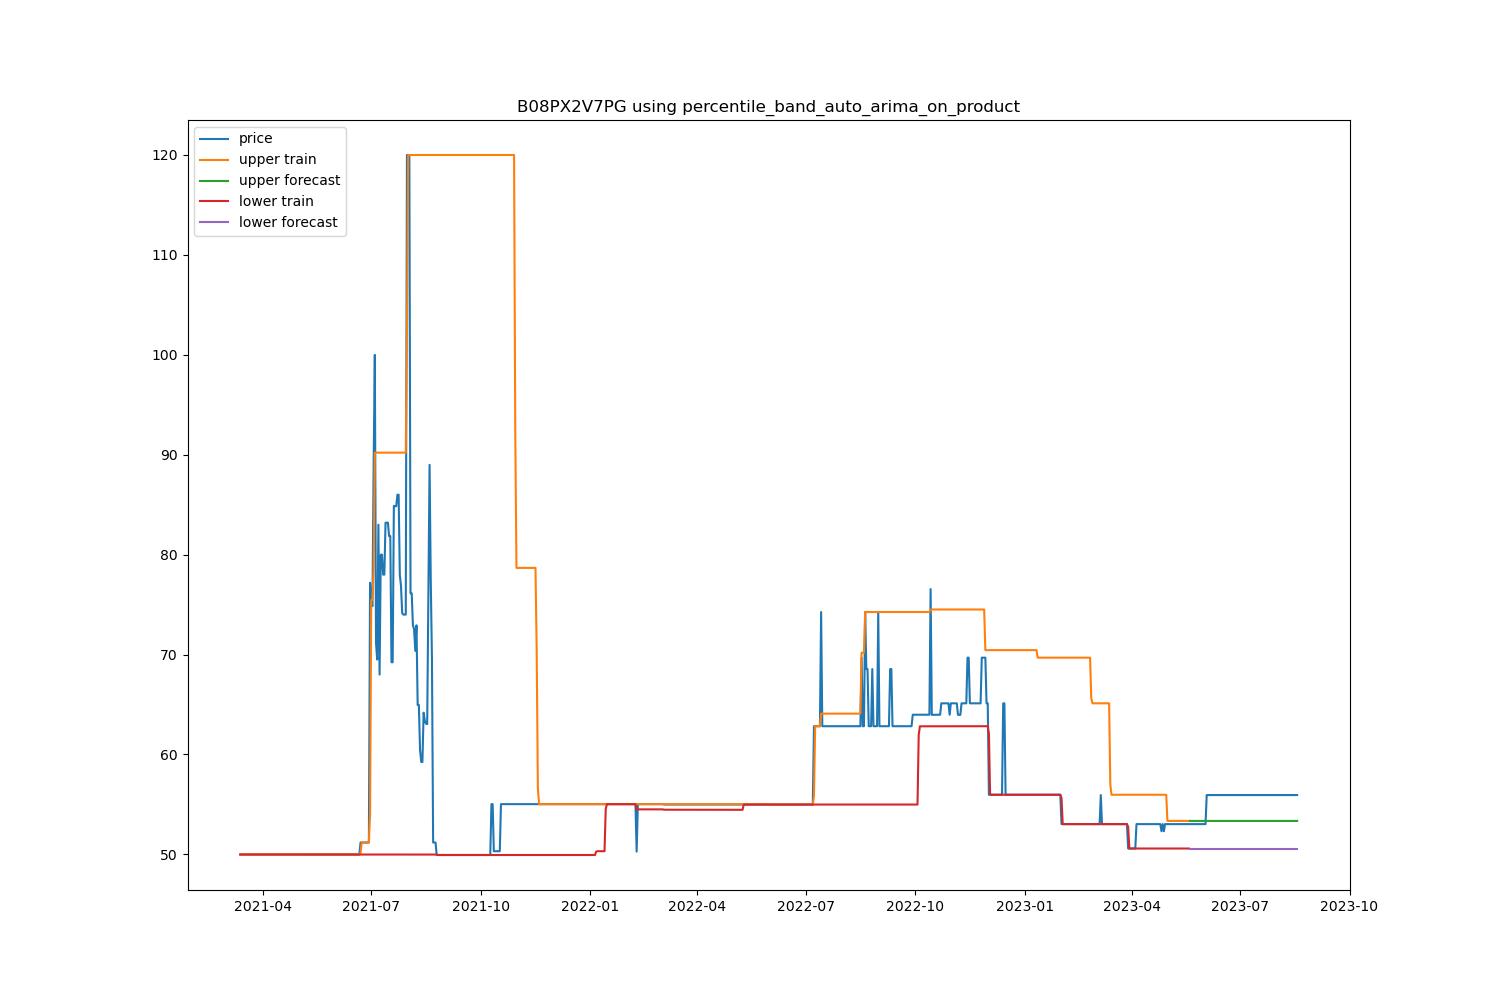 B08PX2V7PG using percentile_band_auto_arima_on_product
price
upper train
upper forecast
lower train
lower forecast
120
110
100
90
80
70
60
50
2021-04 2021-07 2021-10 2022-01 2022-04 2022-07 2022-10 2023-01 2023-04 2023-07 2023-10